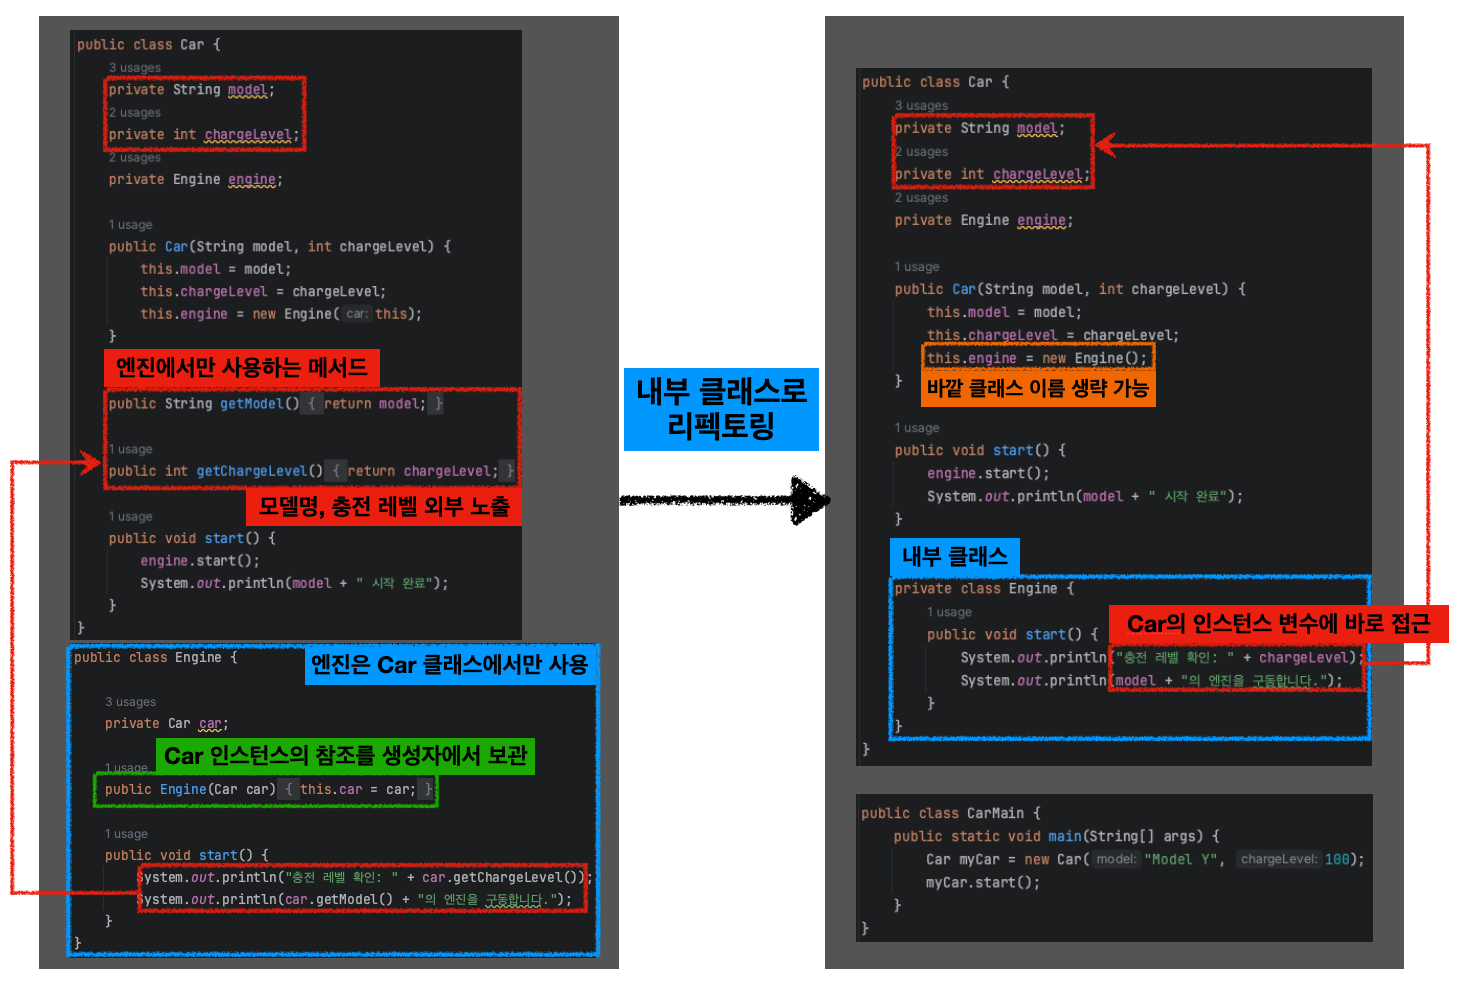 public class Car {
3 usages
private String model;
2 usages
private int chargeLevel;
2 usages
private Engine engine;
1 usage
public Car(String model, int chargeLevel) {
this.model = model;
this.chargeLevel = chargeLevel;
this.engine = new Engine( car: this);
}
엔진에서만 사용하는 메서드
public String getModel() { return model; }
1 usage
public int getChargeLevel() { return chargeLevel; }
모델명, 충전 레벨 외부 노출
1 usage
public void start() {
engine.start();
System.out.println(model + " 시작 완료");
}
}
public class Engine {
엔진은 Car 클래스에서만 사용
3 usages
private Car car;
Car 인스턴스의 참조를 생성자에서 보관
1 usage
public Engine(Car car) { this.car = car; }
1 usage
public void start() {
System.out.println("충전 레벨 확인: " + car.getChargeLevel());
System.out.println(car.getModel() + "의 엔진을 구동합니다.");
}
}
내부 클래스로
리펙토링
public class Car {
3 usages
private String model;
2 usages
private int chargeLevel;
2 usages
private Engine engine;
1 usage
public Car(String model, int chargeLevel) {
this.model = model;
this.chargeLevel = chargeLevel;
this.engine = new Engine();
}
바깥 클래스 이름 생략 가능
1 usage
public void start() {
engine.start();
System.out.println(model + " 시작 완료");
}
내부 클래스
private class Engine {
1 usage
public void start() {
Car의 인스턴스 변수에 바로 접근
System.out.println("충전 레벨 확인: " + chargeLevel);
System.out.println(model + "의 엔진을 구동합니다.");
}
}
}
public class CarMain {
public static void main(String[] args) {
Car myCar = new Car( model: "Model Y", chargeLevel: 100);
myCar.start();
}
}